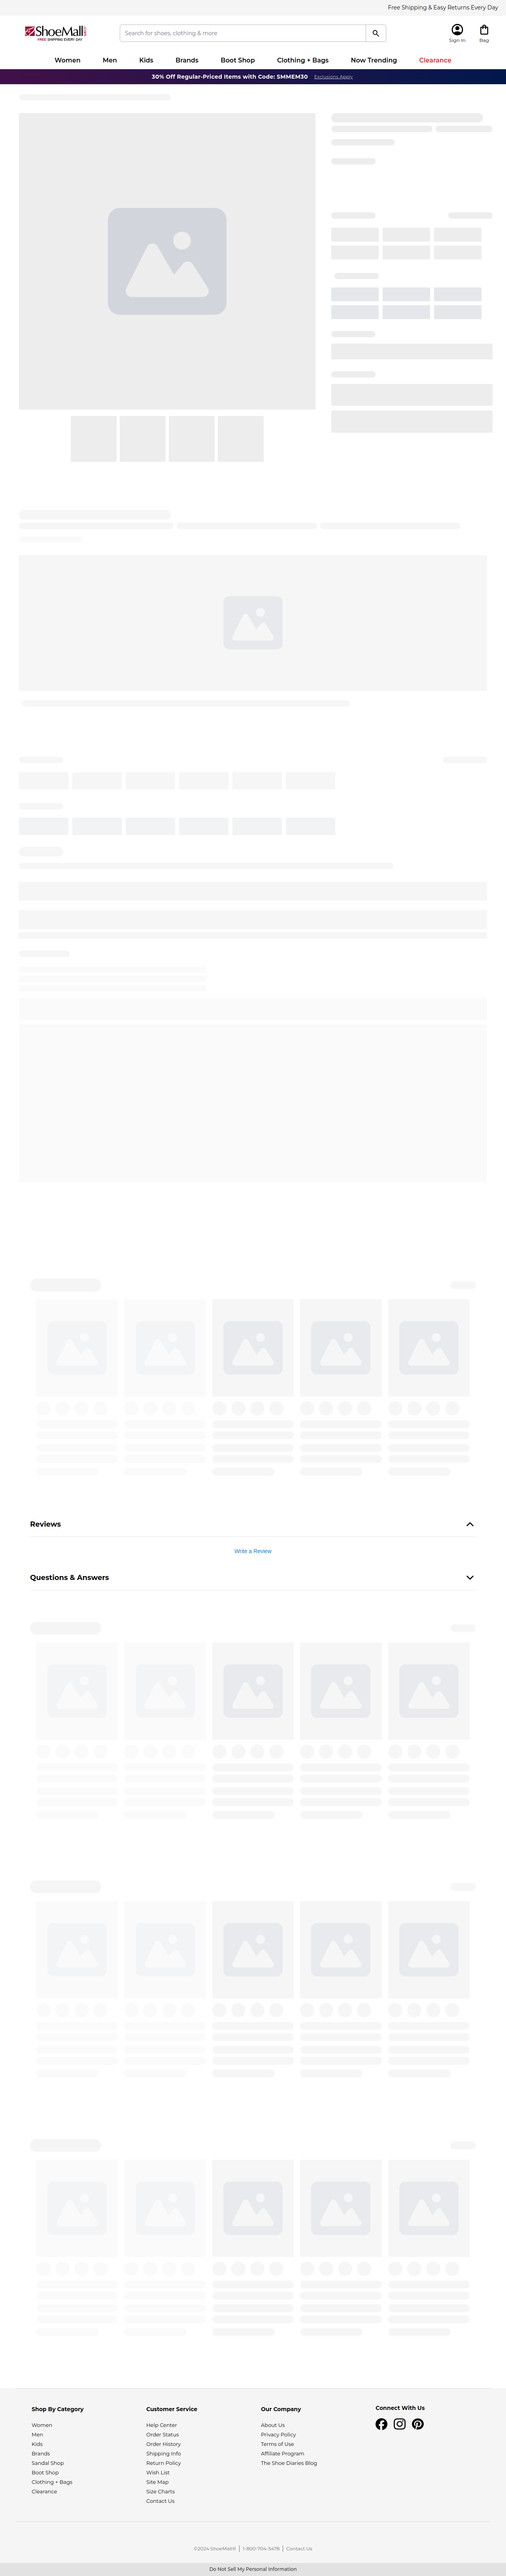 Free Shipping & Easy Returns Every Day
ShoeMall
FREE SHIPPING EVERY DAY
Search for shoes, clothing & more
Sign In
Bag
Women Men Kids Brands Boot Shop Clothing + Bags Now Trending Clearance
30% Off Regular-Priced Items with Code: SMMEM30 Exclusions Apply
Reviews
Write a Review
Questions & Answers
Shop By Category
Women
Men
Kids
Brands
Sandal Shop
Boot Shop
Clothing + Bags
Clearance
Customer Service
Help Center
Order Status
Order History
Shipping Info
Return Policy
Wish List
Site Map
Size Charts
Contact Us
Our Company
About Us
Privacy Policy
Terms of Use
Affiliate Program
The Shoe Diaries Blog
Connect With Us
©2024 ShoeMall® 1-800-704-5478 Contact Us
Do Not Sell My Personal Information